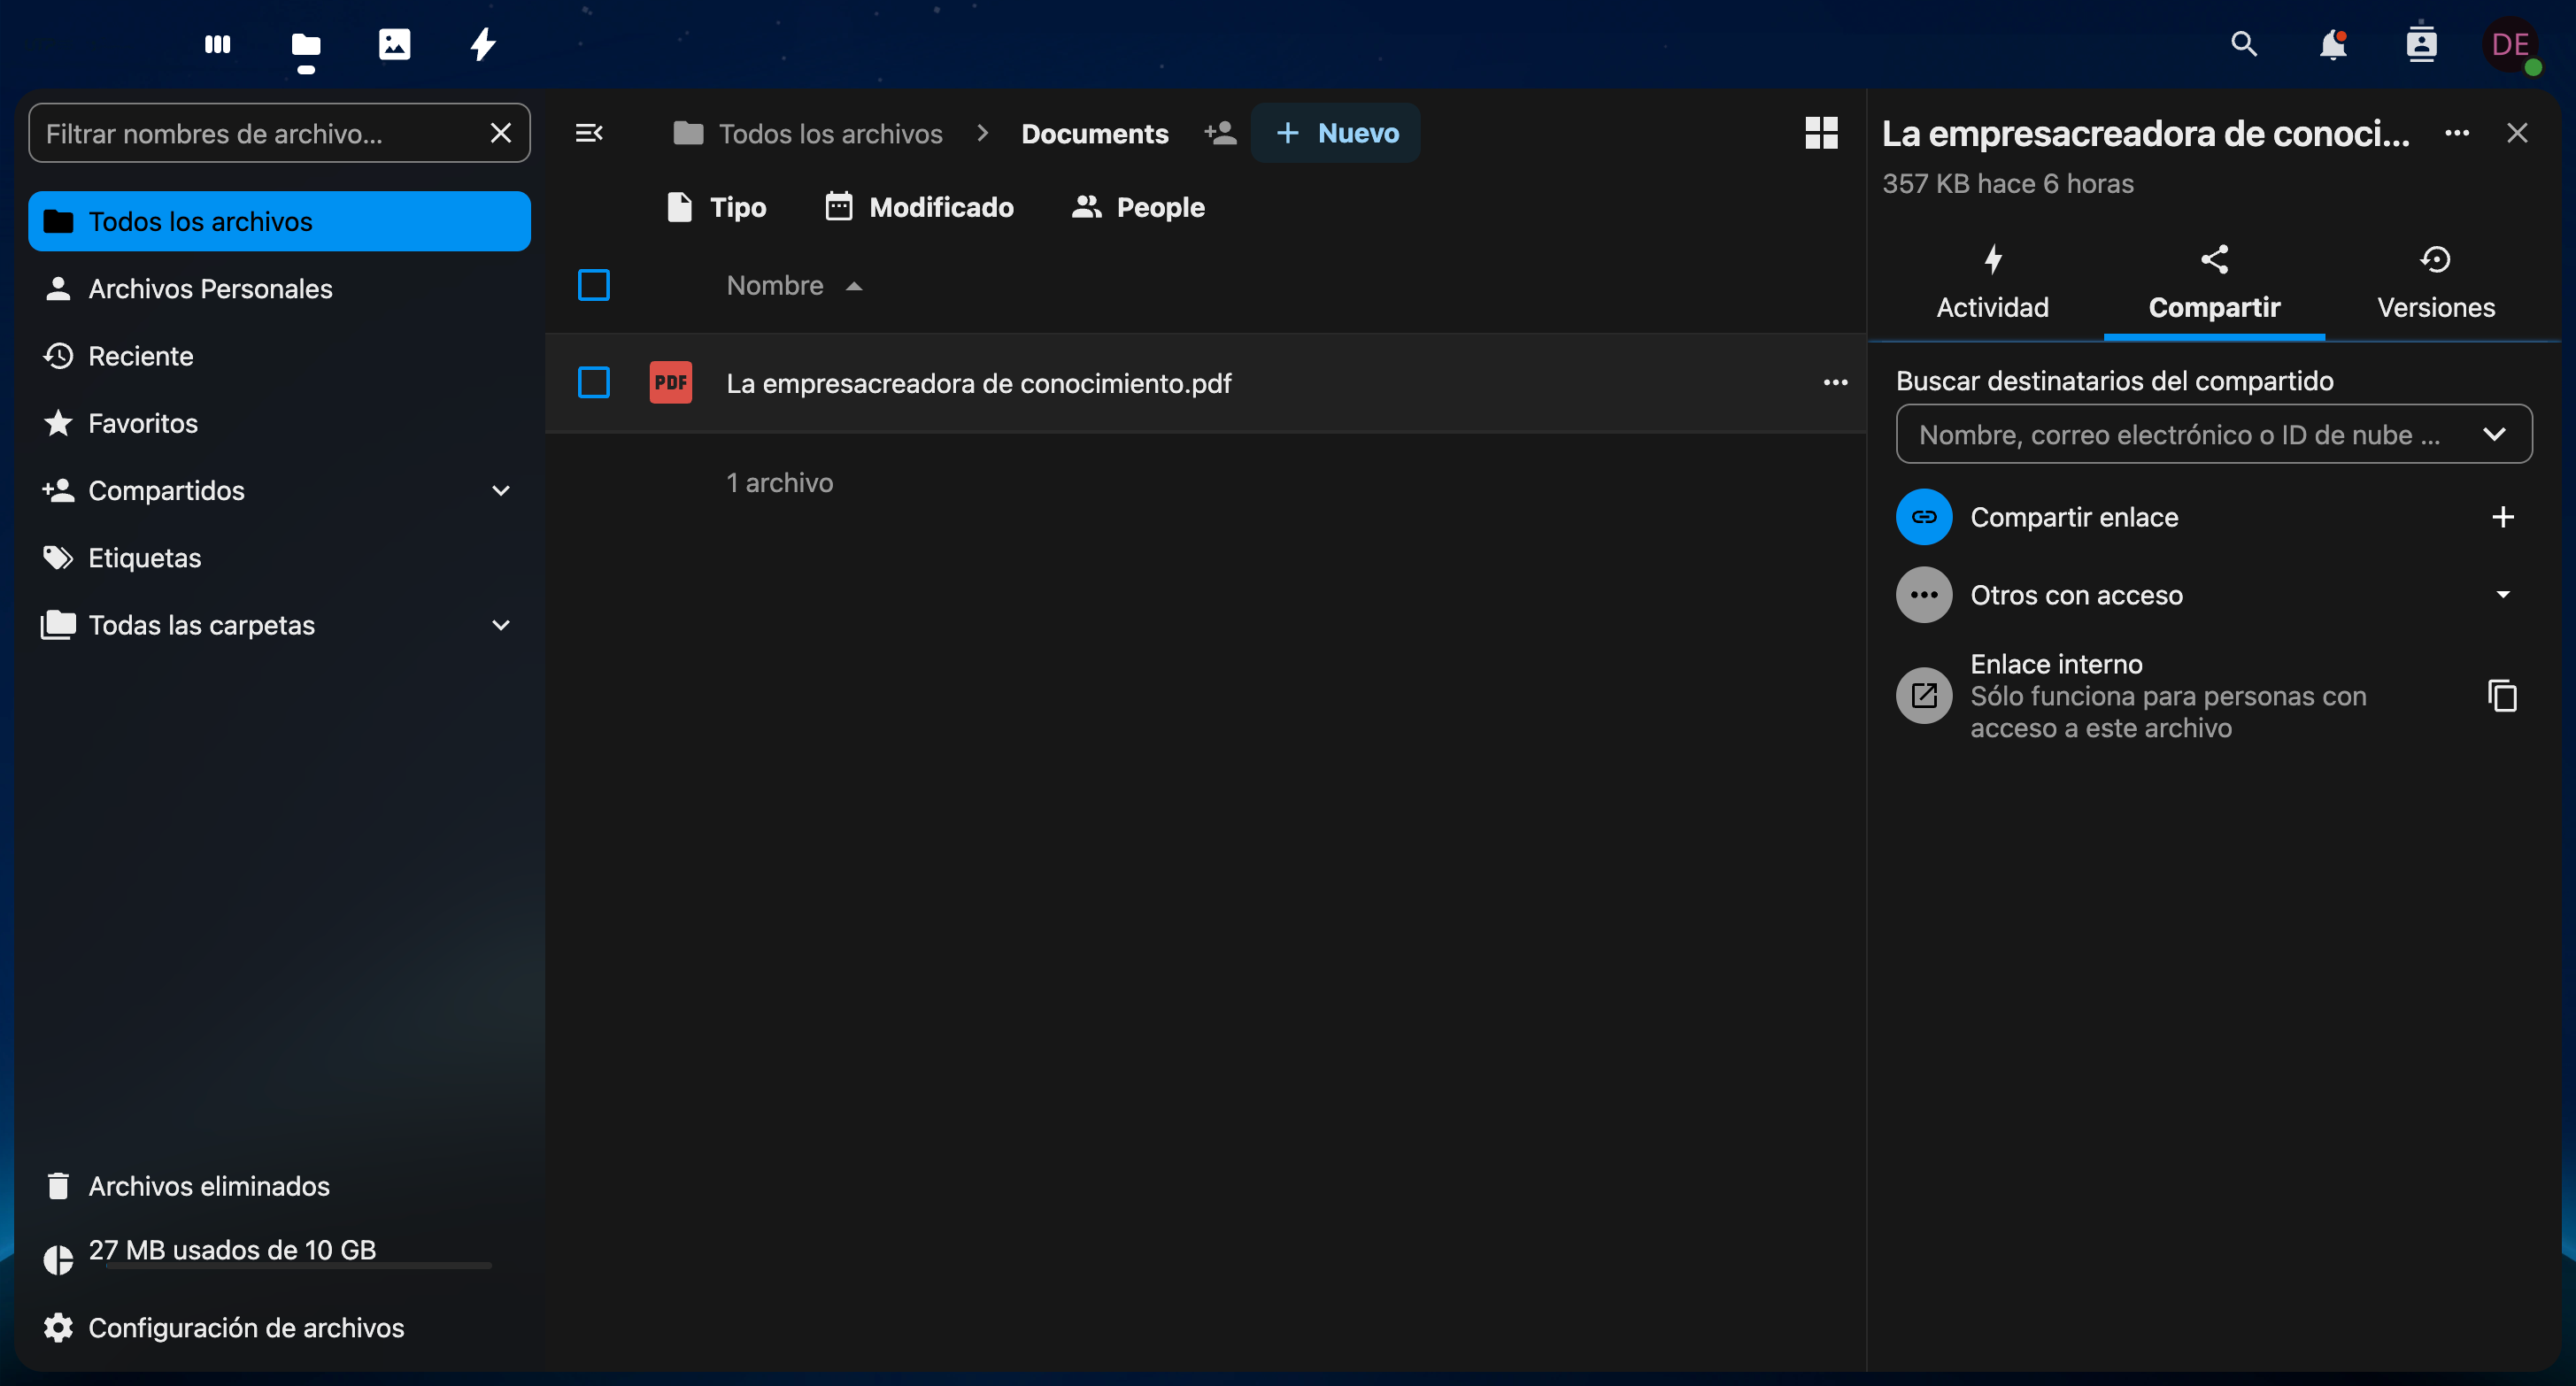 DE
Filtrar nombres de archivo...
Todos los archivos
Archivos Personales
Reciente
Favoritos
Compartidos
Etiquetas
Todas las carpetas
Archivos eliminados
27 MB usados de 10 GB
Configuración de archivos
Todos los archivos
Documents
Nuevo
Tipo
Modificado
People
Nombre
PDF
La empresacreadora de conocimiento.pdf
1 archivo
La empresacreadora de conoci...
357 KB hace 6 horas
Actividad
Compartir
Versiones
Buscar destinatarios del compartido
Nombre, correo electrónico o ID de nube ...
Compartir enlace
Otros con acceso
Enlace interno
Sólo funciona para personas con
acceso a este archivo